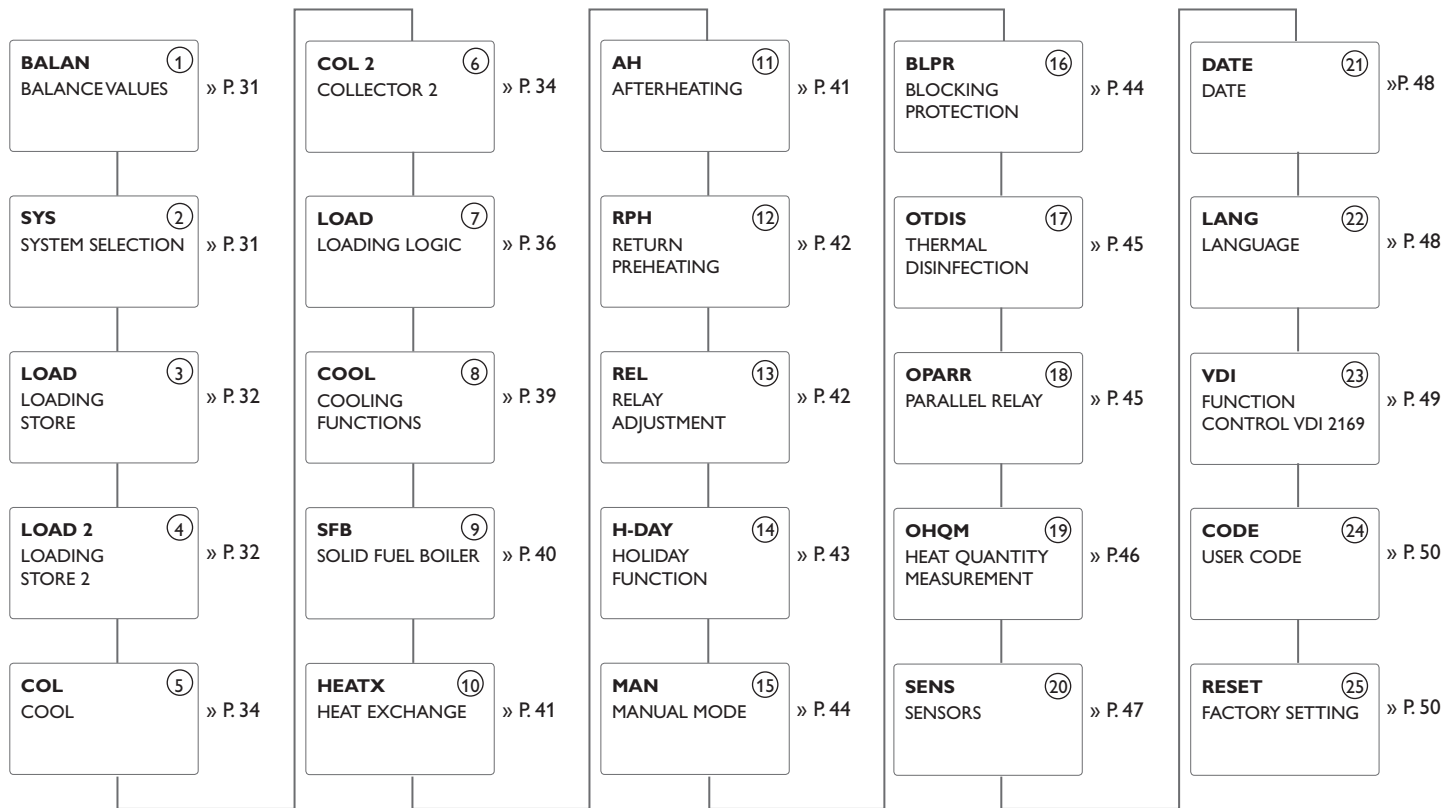 BALAN 1
BALANCE VALUES
» P. 31
SYS 2
SYSTEM SELECTION
» P. 31
LOAD 3
LOADING
STORE
» P. 32
LOAD 2 4
LOADING
STORE 2
» P. 32
COL 5
COOL
» P. 34
COL 2 6
COLLECTOR 2
» P. 34
LOAD 7
LOADING LOGIC
» P. 36
COOL 8
COOLING
FUNCTIONS
» P. 39
SFB 9
SOLID FUEL BOILER
» P. 40
HEATX 10
HEAT EXCHANGE
» P. 41
AH 11
AFTERHEATING
» P. 41
RPH 12
RETURN
PREHEATING
» P. 42
REL 13
RELAY
ADJUSTMENT
» P. 42
H-DAY 14
HOLIDAY
FUNCTION
» P. 43
MAN 15
MANUAL MODE
» P. 44
BLPR 16
BLOCKING
PROTECTION
» P. 44
OTDIS 17
THERMAL
DISINFECTION
» P. 45
OPARR 18
PARALLEL RELAY
» P. 45
OHQM 19
HEAT QUANTITY
MEASUREMENT
» P.46
SENS 20
SENSORS
» P. 47
DATE 21
DATE
»P. 48
LANG 22
LANGUAGE
» P. 48
VDI 23
FUNCTION
CONTROL VDI 2169
» P. 49
CODE 24
USER CODE
» P. 50
RESET 25
FACTORY SETTING
» P. 50